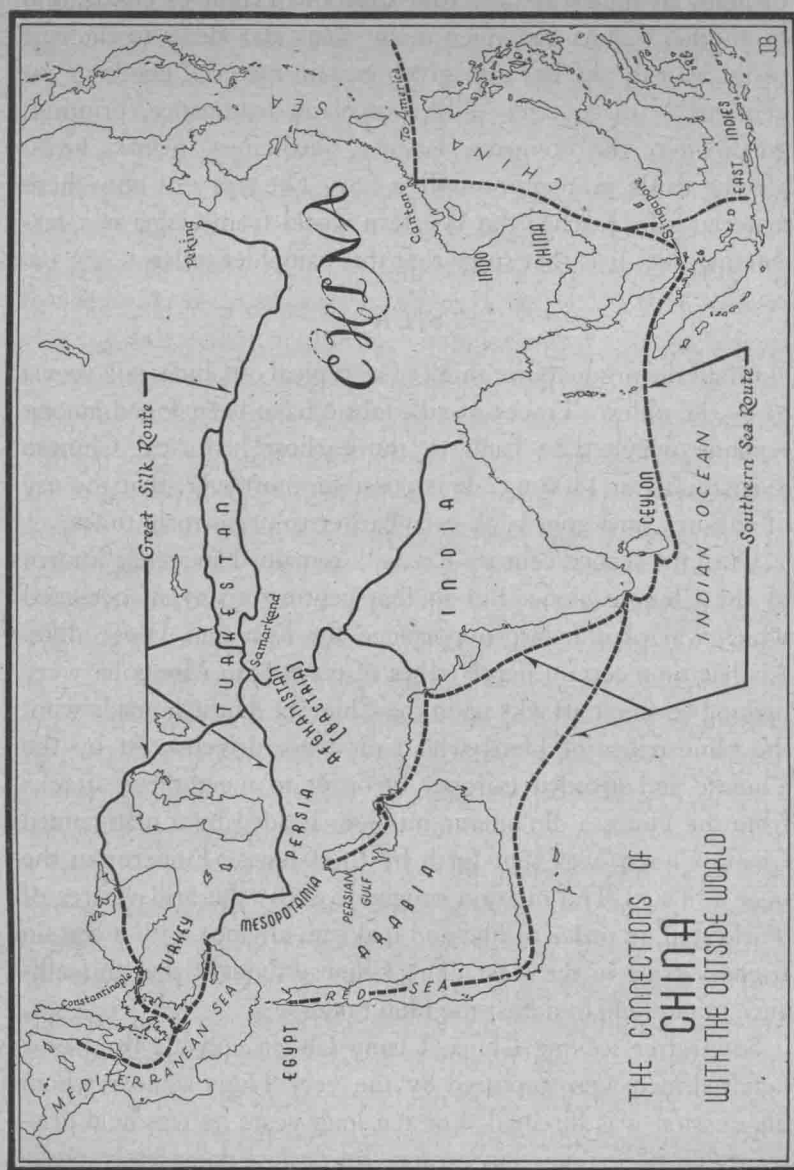 Great Silk Route
Peking
CHINA
SEA
To America
Cantono
CHINA
INDO
CHINA
TURKESTAN
Samarkand
AFGHANISTAN
[BACTRIA]
PERSIA
MESOPOTAMIA
TURKEY
Constantinople
MEDITERRANEAN SEA
EGYPT
RED SEA
ARABIA
PERSIAN
GULF
INDIA
CEYLON
INDIAN OCEAN
Singapore
EAST INDIES
Southern Sea Route
THE CONNECTIONS OF
CHINA
WITH THE OUTSIDE WORLD